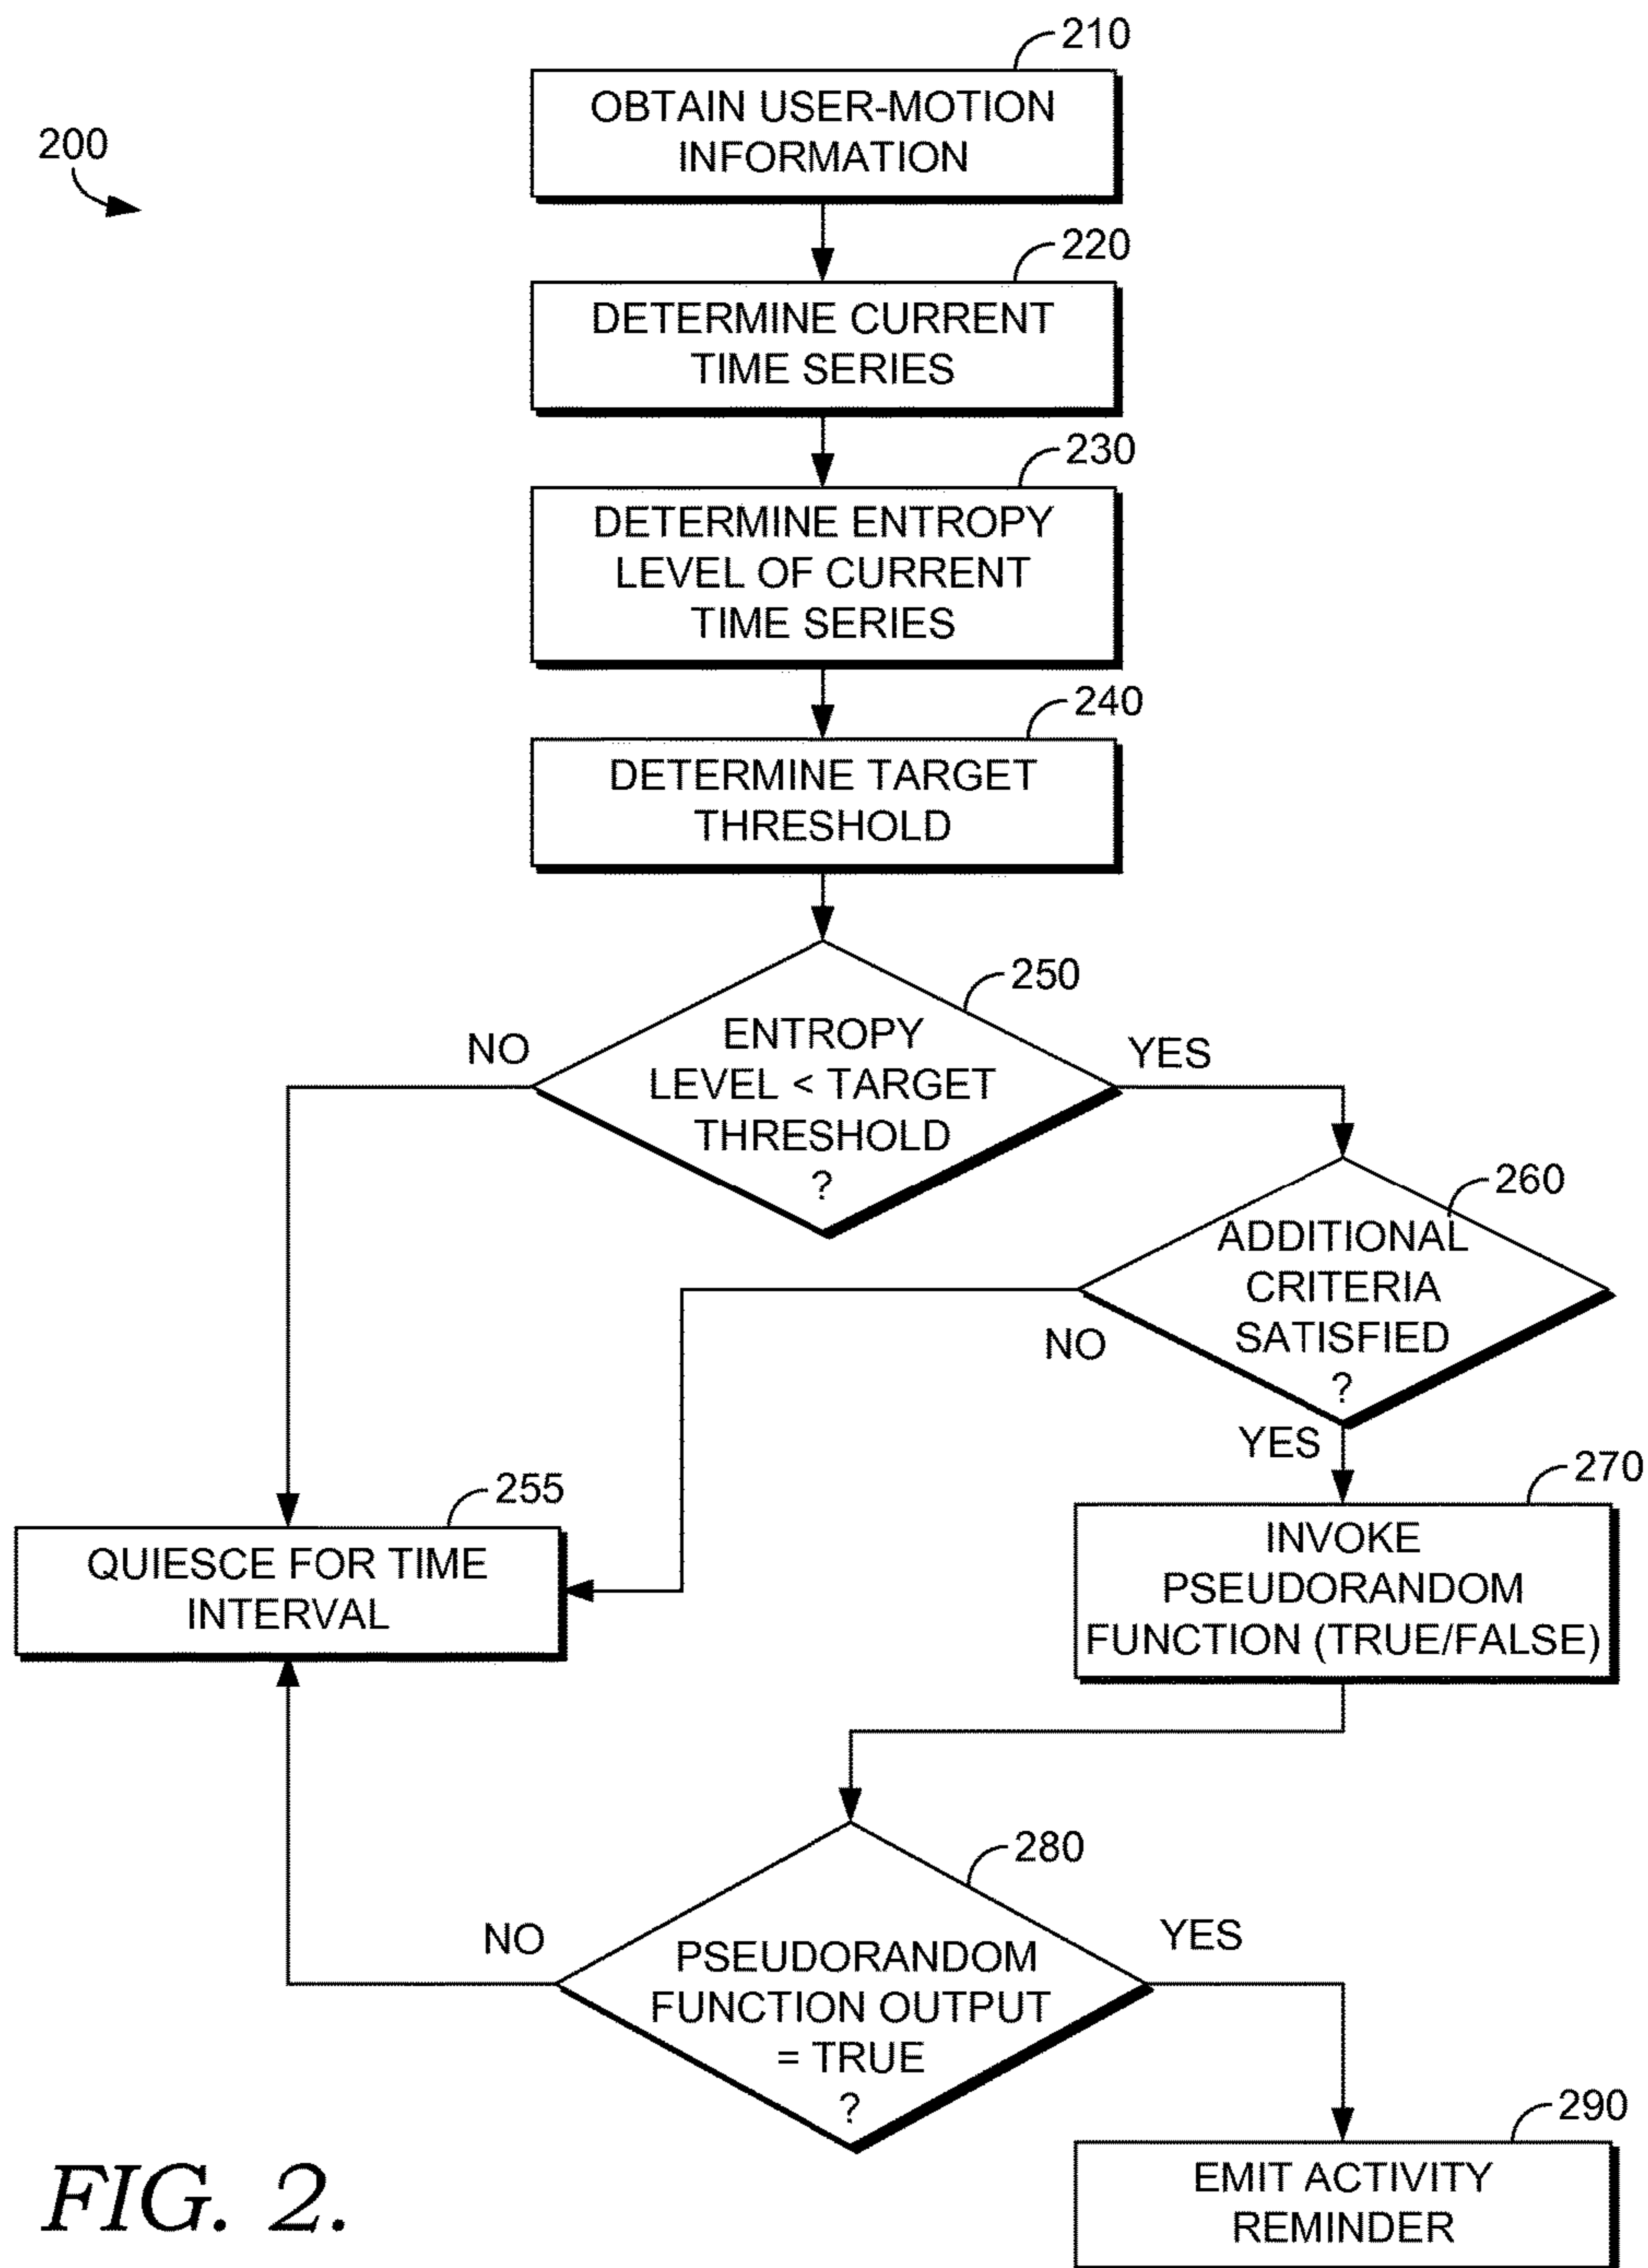 210
OBTAIN USER-MOTION
INFORMATION
200
220
DETERMINE CURRENT
TIME SERIES
230
DETERMINE ENTROPY
LEVEL OF CURRENT
TIME SERIES
240
DETERMINE TARGET
THRESHOLD
250
ENTROPY
LEVEL < TARGET
THRESHOLD
?
NO
YES
260
ADDITIONAL
CRITERIA
SATISFIED
?
NO
YES
255
QUIESCE FOR TIME
INTERVAL
270
INVOKE
PSEUDORANDOM
FUNCTION (TRUE/FALSE)
280
PSEUDORANDOM
FUNCTION OUTPUT
= TRUE
?
NO
YES
290
EMIT ACTIVITY
REMINDER
FIG. 2.